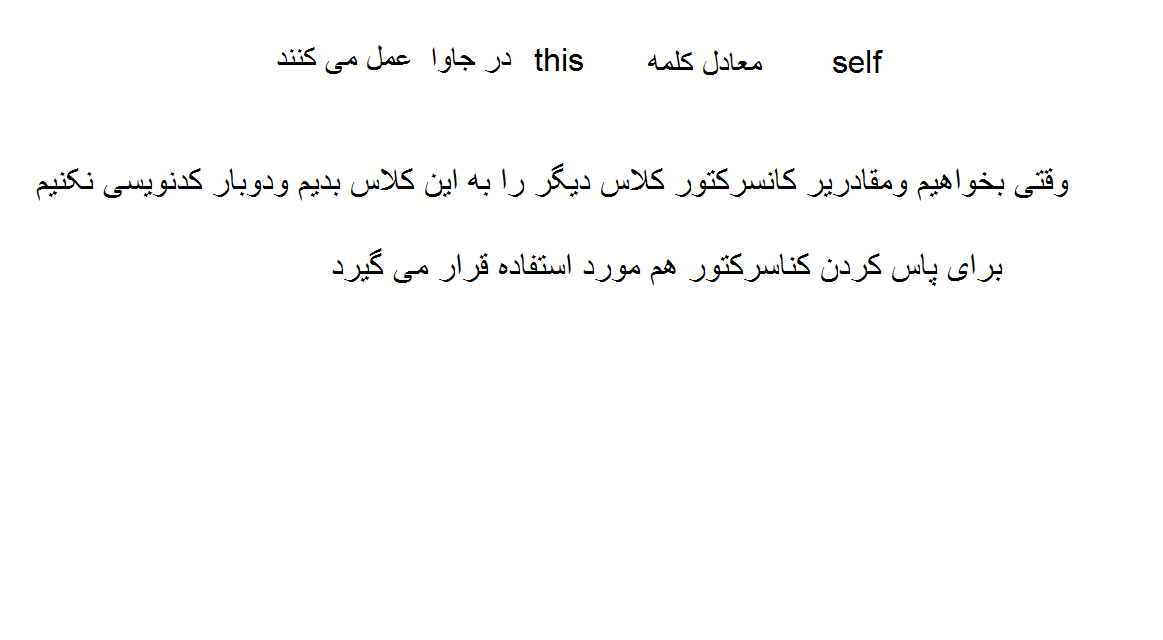 self معادل کلمه this در جاوا عمل می کنند
وقتی بخواهیم ومقادریر کانسرکتور کلاس دیگر را به این کلاس بدیم ودوبار کدنویسی نکنیم
برای پاس کردن کناسرکتور هم مورد استفاده قرار می گیرد